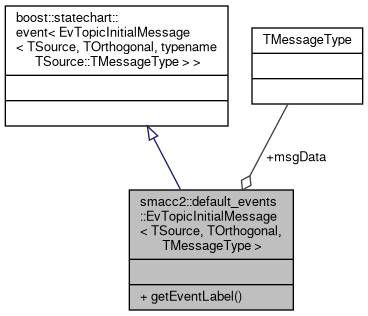 boost::statechart::
event< EvTopicInitialMessage
< TSource, TOrthogonal, typename
TSource::TMessageType > >
TMessageType
+msgData
smacc2::default_events
::EvTopicInitialMessage
< TSource, TOrthogonal,
TMessageType >
+ getEventLabel()